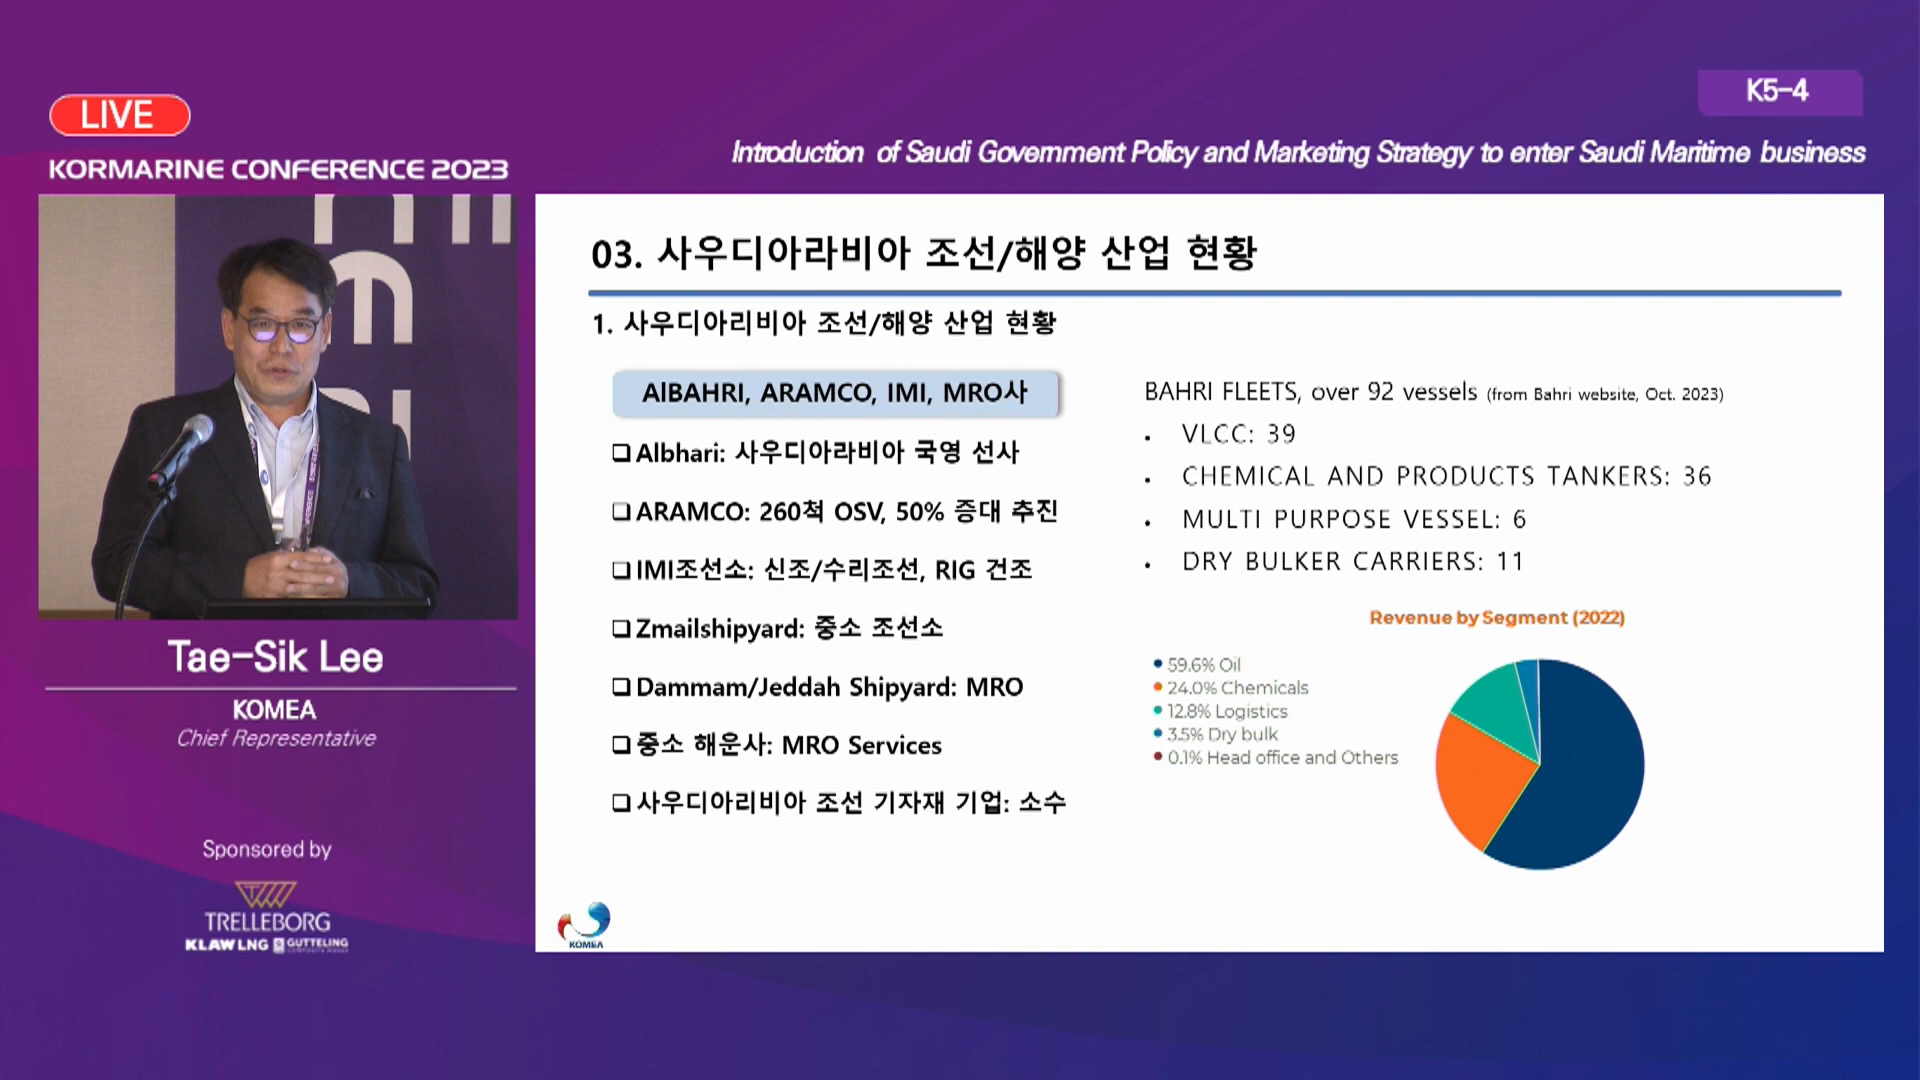 LIVE
KORMARINE CONFERENCE 2023
K5-4
Introduction of Saudi Government Policy and Marketing Strategy to enter Saudi Maritime business
Tae-Sik Lee
KOMEA
Chief Representative
Sponsored by
TRELLEBORG
KLAW LNG GUTTELING
03. 사우디아라비아 조선/해양 산업 현황
1. 사우디아리비아 조선/해양 산업 현황
AlBAHRI, ARAMCO, IMI, MRO사
❑ Albhari: 사우디아라비아 국영 선사
❑ ARAMCO: 260척 OSV, 50% 증대 추진
❑ IMI조선소: 신조/수리조선, RIG 건조
❑ Zmailshipyard: 중소 조선소
❑ Dammam/Jeddah Shipyard: MRO
❑ 중소 해운사: MRO Services
❑ 사우디아리비아 조선 기자재 기업: 소수
BAHRI FLEETS, over 92 vessels (from Bahri website, Oct. 2023)
• VLCC: 39
• CHEMICAL AND PRODUCTS TANKERS: 36
• MULTI PURPOSE VESSEL: 6
• DRY BULKER CARRIERS: 11
Revenue by Segment (2022)
• 59.6% Oil
• 24.0% Chemicals
• 12.8% Logistics
• 3.5% Dry bulk
• 0.1% Head office and Others
KOMEA